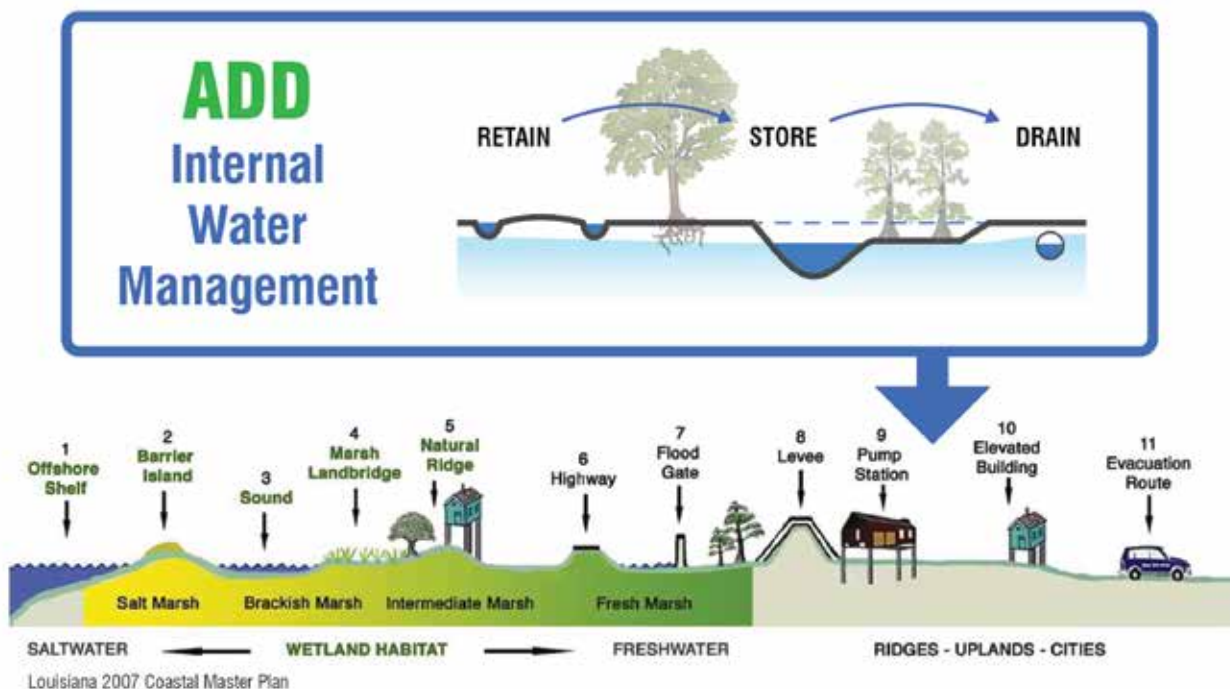 ADD
Internal
Water
Management
RETAIN
STORE
DRAIN
1
Offshore
Shelf
2
Barrier
Island
3
Sound
4
Marsh
Landbridge
5
Natural
Ridge
6
Highway
7
Flood
Gate
8
Levee
9
Pump
Station
10
Elevated
Building
11
Evacuation
Route
Salt Marsh
Brackish Marsh
Intermediate Marsh
Fresh Marsh
SALTWATER
WETLAND HABITAT
FRESHWATER
RIDGES - UPLANDS - CITIES
Louisiana 2007 Coastal Master Plan